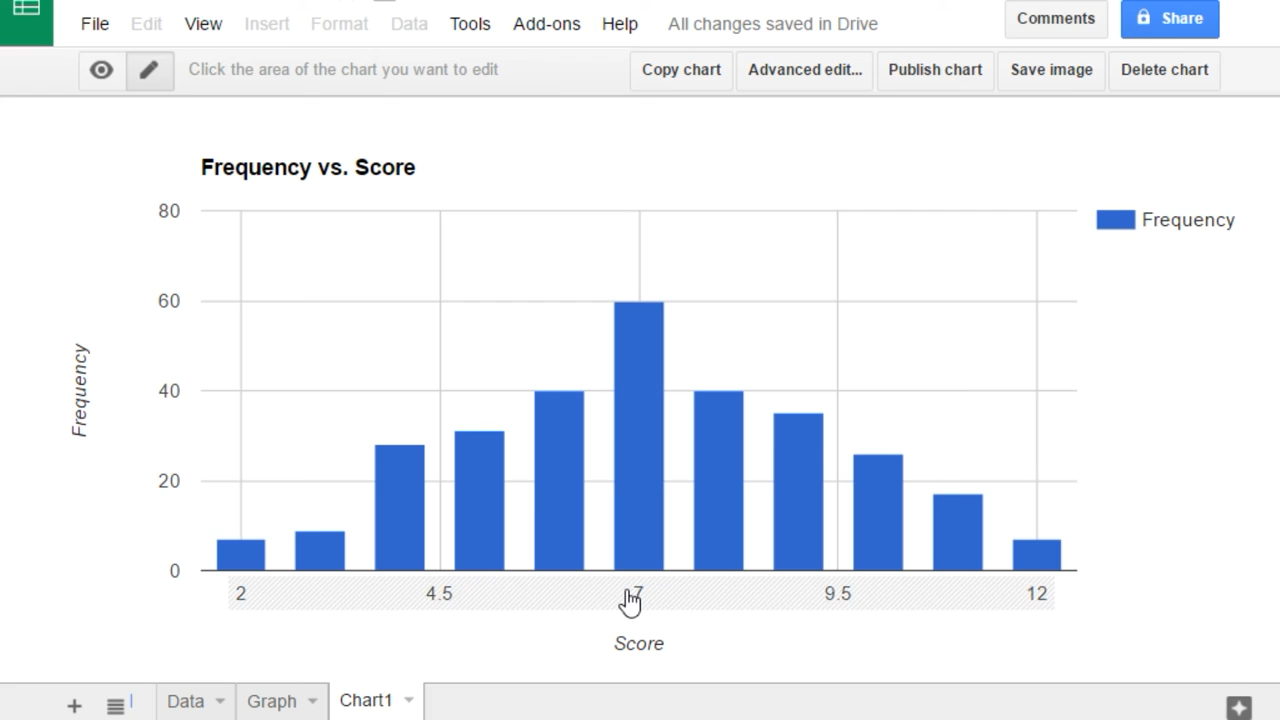 File Edit View Insert Format Data Tools Add-ons Help All changes saved in Drive Comments Share
Click the area of the chart you want to edit Copy chart Advanced edit... Publish chart Save image Delete chart
Frequency vs. Score
80
Frequency
60
40
20
0
Frequency
2 4.5 7 9.5 12
Score
Data Graph Chart1